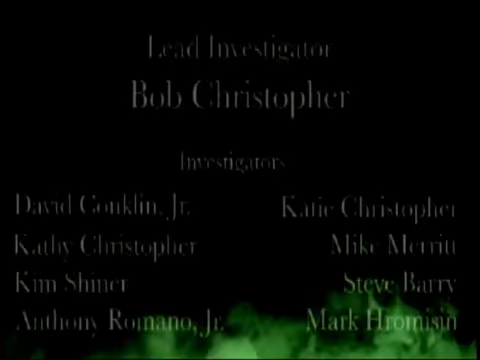 Lead Investigator
Bob Christopher
Investigators
David Conklin, Jr.
Katie Christopher
Kathy Christopher
Mike Merritt
Kim Shiner
Steve Barry
Anthony Romano, Jr.
Mark Hromisin